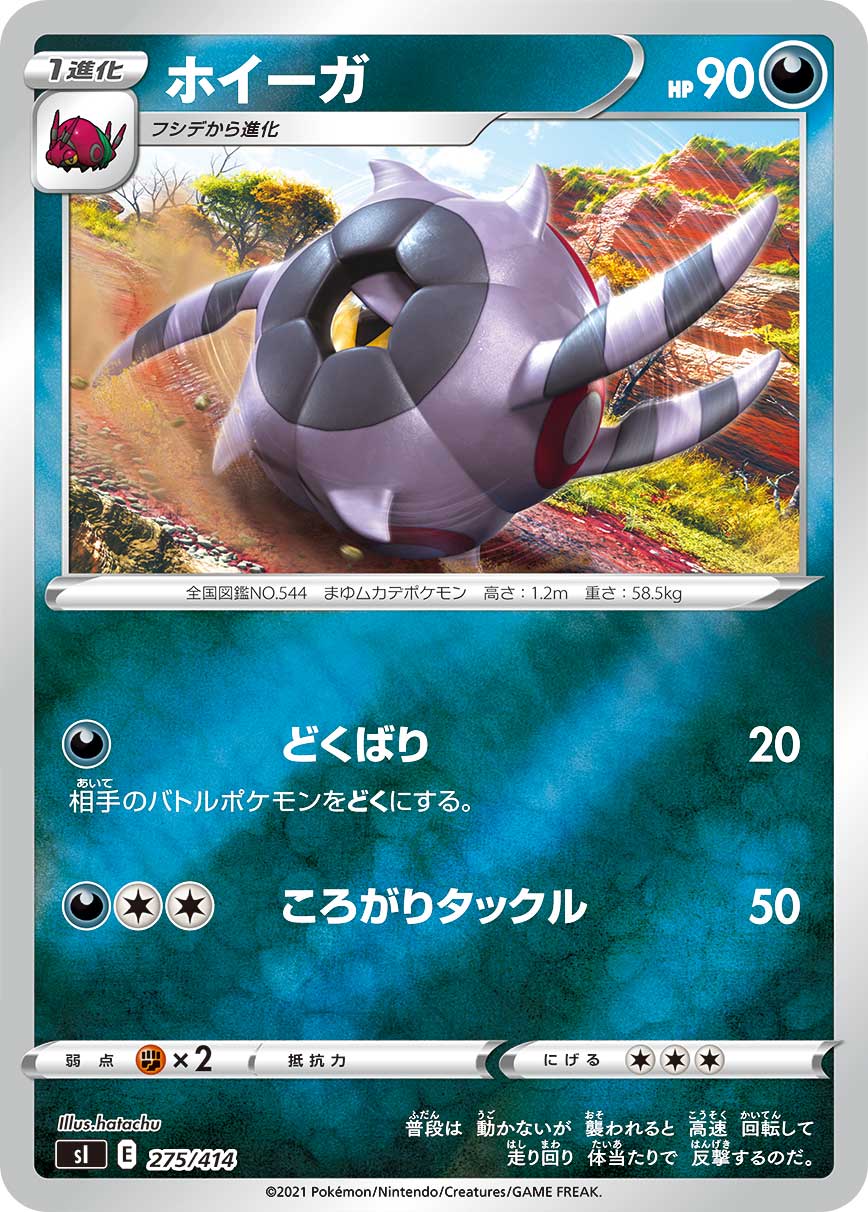 1進化
ホイーガ
HP 90
フシデから進化
全国図鑑NO.544 まゆムカデポケモン 高さ：1.2m 重さ：58.5kg
どくばり 20
相手のバトルポケモンをどくにする。
ころがりタックル 50
弱点 ×2 抵抗力 にげる
Illus.hatachu
普段は 動かないが 襲われると 高速 回転して
走り回り 体当たりで 反撃するのだ。
sI E 275/414
©2021 Pokémon/Nintendo/Creatures/GAME FREAK.